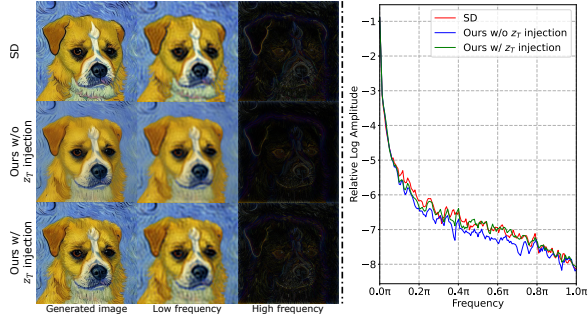 SD
Ours w/o
z_T injection
Ours w/
z_T injection
Generated image
Low frequency
High frequency
Relative Log Amplitude
−1
−2
−3
−4
−5
−6
−7
−8
SD
Ours w/o z_T injection
Ours w/ z_T injection
0.0π 0.2π 0.4π 0.6π 0.8π 1.0π
Frequency